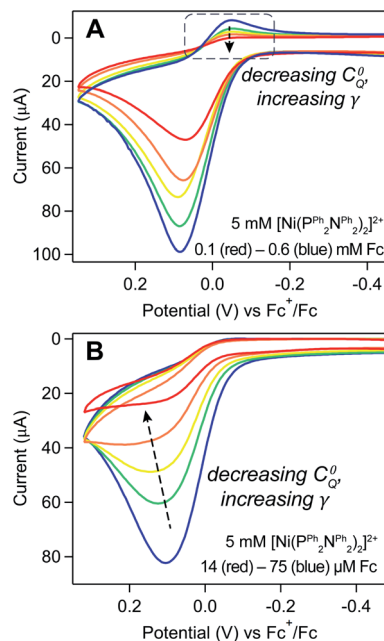 A
0
20
40
60
80
100
Current (μA)
decreasing C_Q^0,
increasing γ
5 mM [Ni(P^Ph_2N^Ph_2)_2]^2+
0.1 (red) – 0.6 (blue) mM Fc
0.2 0.0 -0.2 -0.4
Potential (V) vs Fc^+/Fc
B
0
20
40
60
80
Current (μA)
decreasing C_Q^0,
increasing γ
5 mM [Ni(P^Ph_2N^Ph_2)_2]^2+
14 (red) – 75 (blue) μM Fc
0.2 0.0 -0.2 -0.4
Potential (V) vs Fc^+/Fc